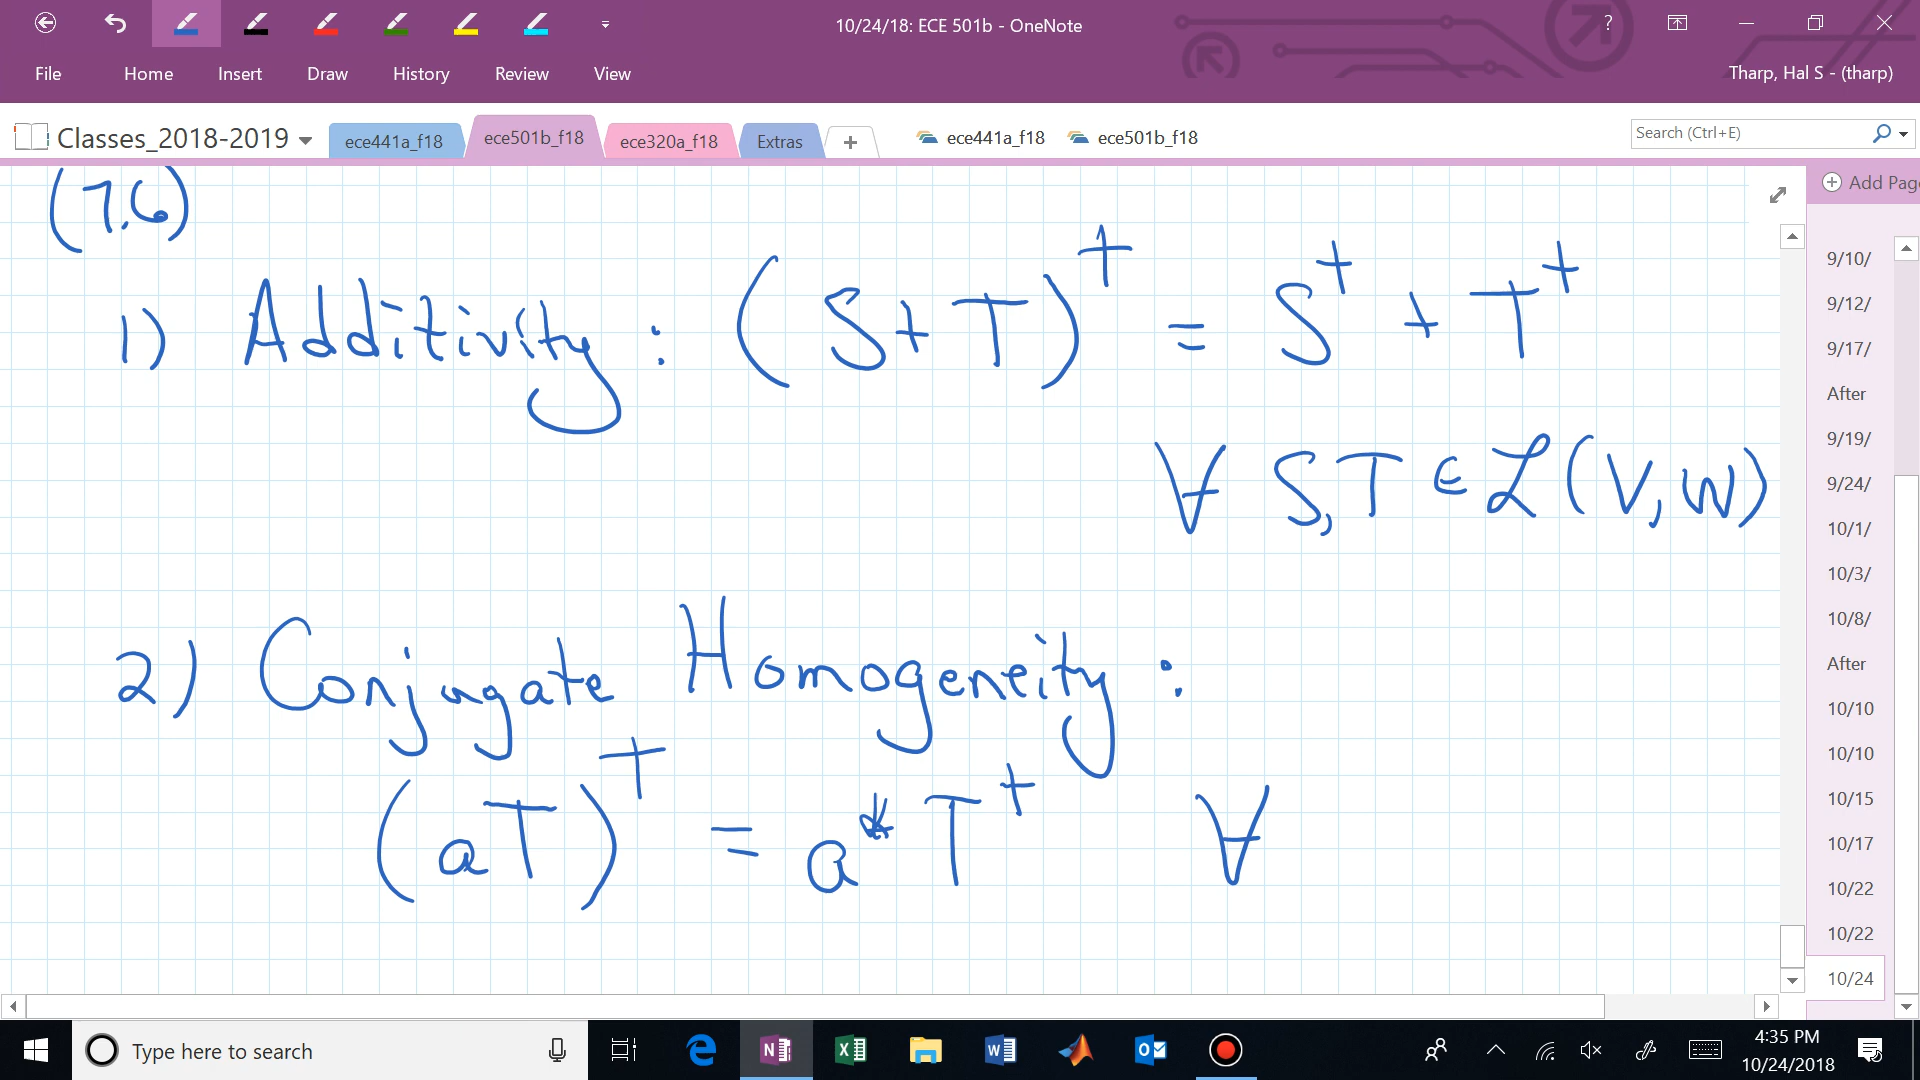 10/24/18: ECE 501b - OneNote
?
File Home Insert Draw History Review View
Tharp, Hal S - (tharp)
Classes_2018-2019
ece441a_f18
ece501b_f18
ece320a_f18
Extras
ece441a_f18
ece501b_f18
Search (Ctrl+E)
Add Pag
(7.6)
1) Additivity : (S + T)† = S† + T†
∀ S, T ∈ ℒ(V, W)
2) Conjugate Homogeneity :
(aT)† = a* T† ∀
9/10/
9/12/
9/17/
After
9/19/
9/24/
10/1/
10/3/
10/8/
After
10/10
10/10
10/15
10/17
10/22
10/22
10/24
Type here to search
4:35 PM
10/24/2018